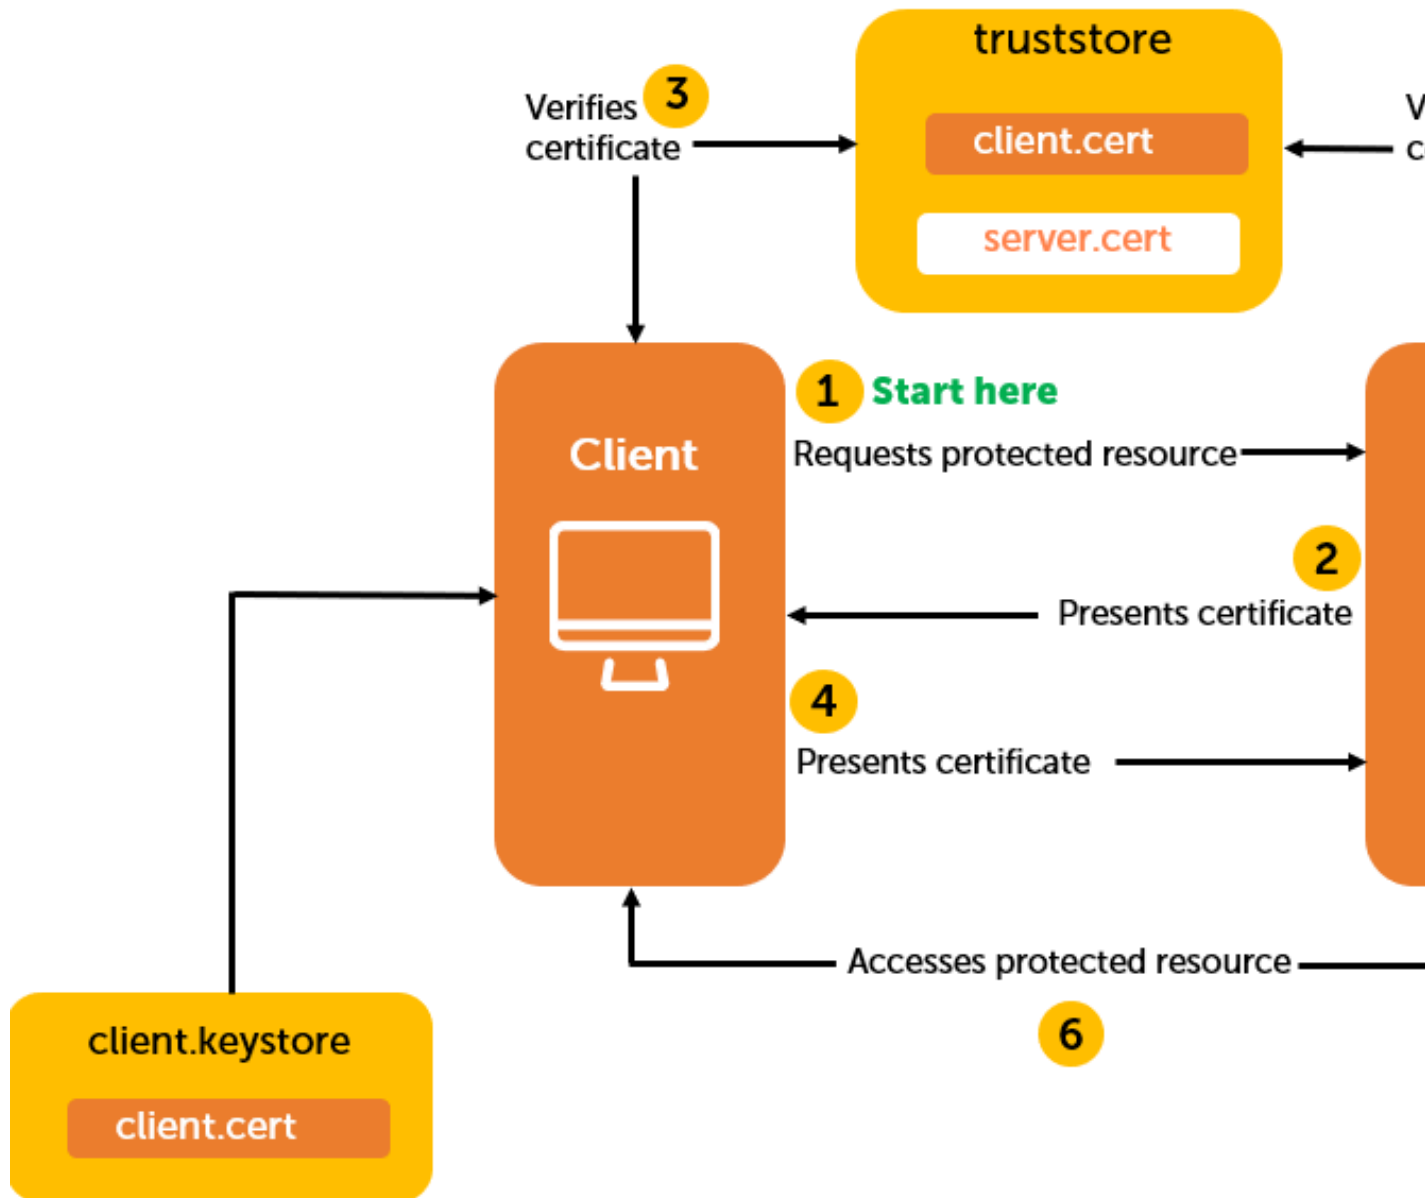 truststore
client.cert
server.cert
3
Verifies
certificate
1 Start here
Client
Requests protected resource
2
Presents certificate
4
Presents certificate
Accesses protected resource
6
client.keystore
client.cert